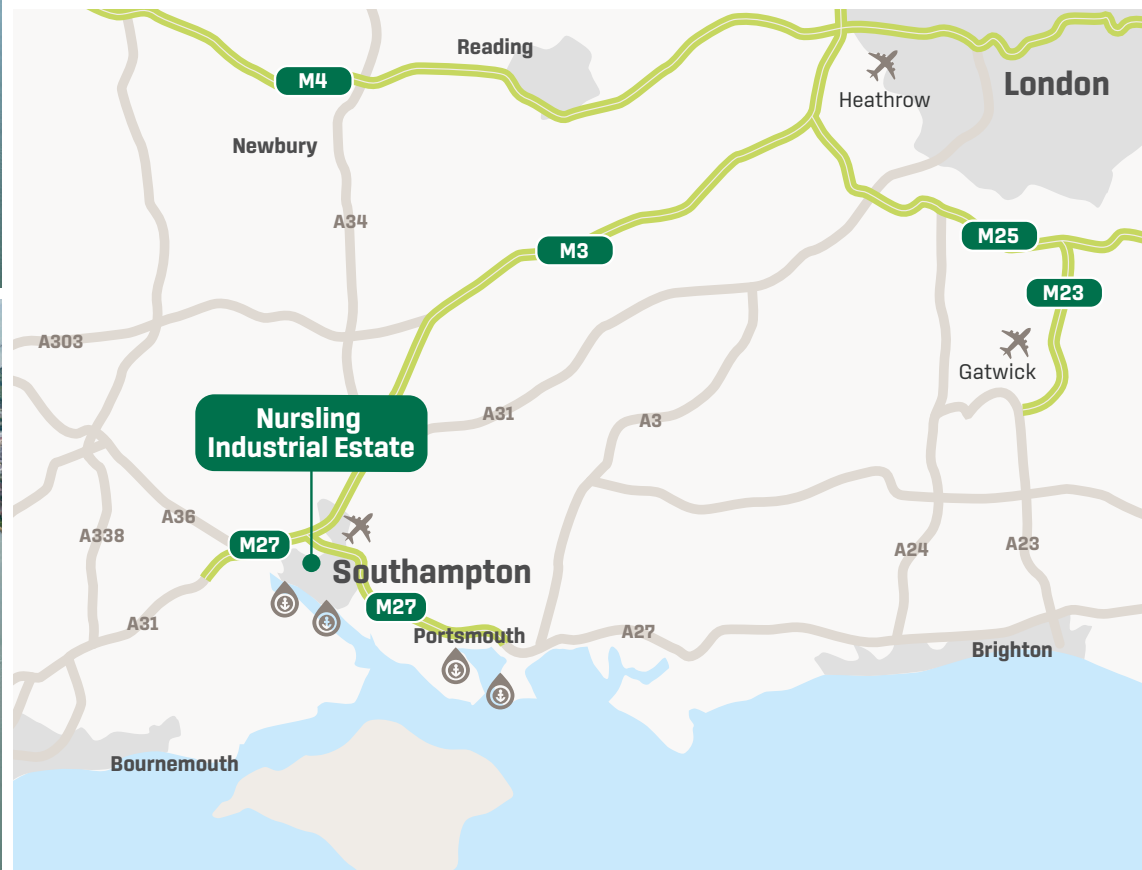 Reading
M4
London
Heathrow
Newbury
A34
M25
M3
M23
A303
Gatwick
Nursling
Industrial Estate
A31
A3
A36
A338
M27
A24
A23
Southampton
M27
A31
A27
Portsmouth
Brighton
Bournemouth